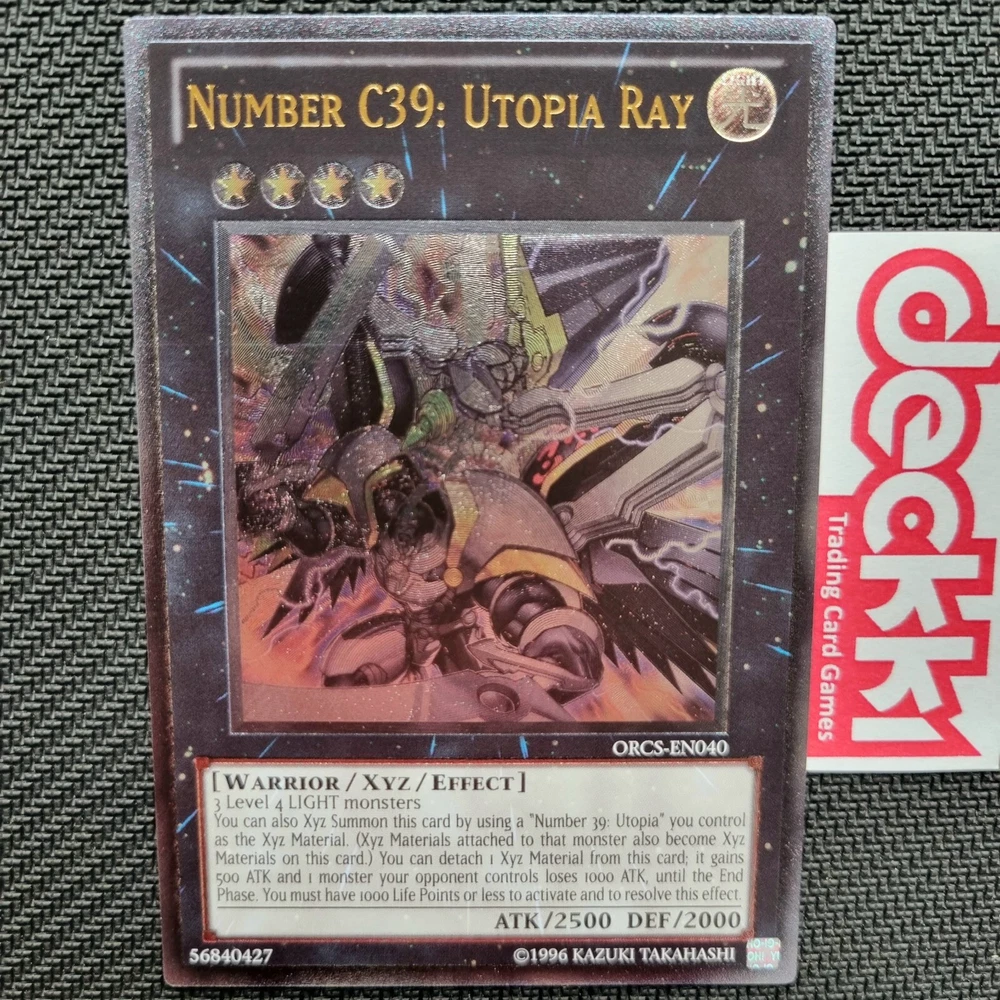 NUMBER C39: UTOPIA RAY
光
ORCS-EN040
[WARRIOR / XYZ / EFFECT]
3 Level 4 LIGHT monsters
You can also Xyz Summon this card by using a "Number 39: Utopia" you control
as the Xyz Material. (Xyz Materials attached to that monster also become Xyz
Materials on this card.) You can detach 1 Xyz Material from this card; it gains
500 ATK and 1 monster your opponent controls loses 1000 ATK, until the End
Phase. You must have 1000 Life Points or less to activate and to resolve this effect.
ATK/2500 DEF/2000
56840427
©1996 KAZUKI TAKAHASHI
dekki
Trading Card Games